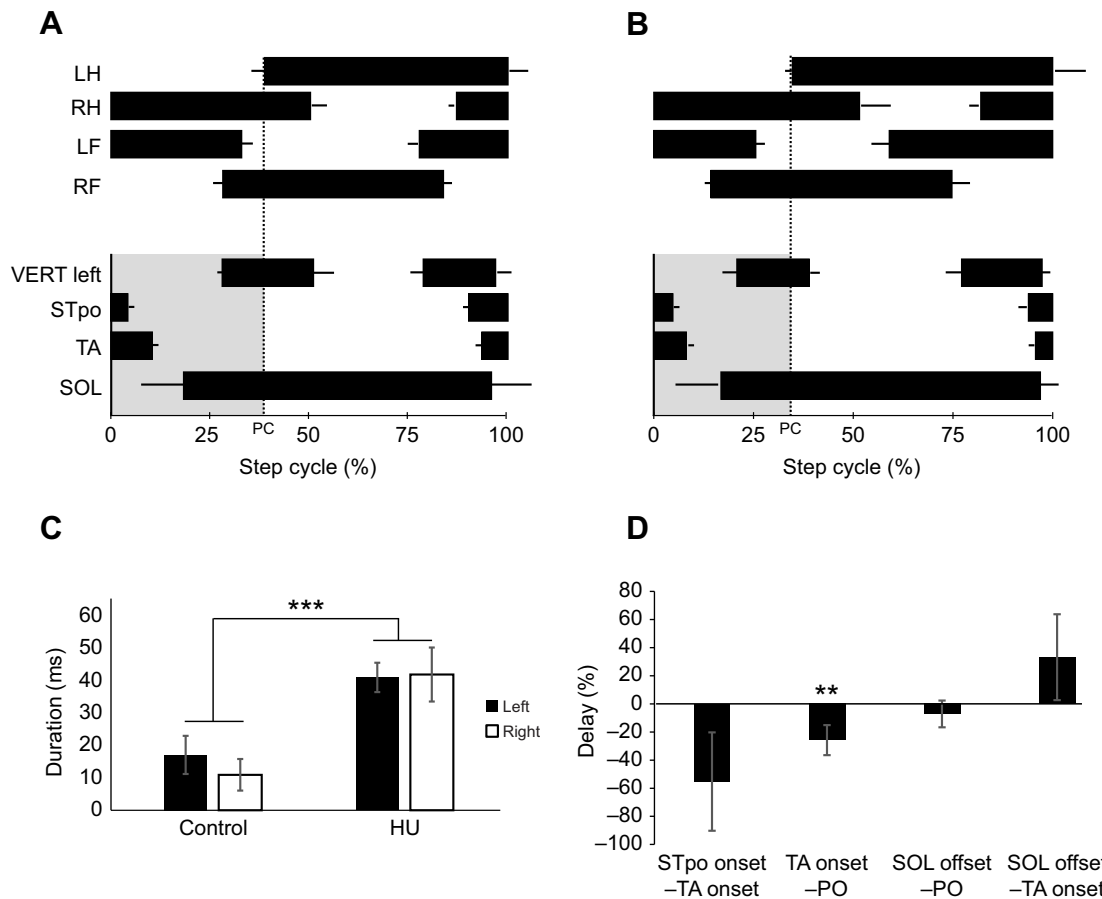 A
B
LH
RH
LF
RF
VERT left
STpo
TA
SOL
0 25 PC 50 75 100
0 25 PC 50 75 100
Step cycle (%)
Step cycle (%)
C
D
60
50
40
30
20
10
0
Duration (ms)
***
Left
Right
Control HU
80
60
40
20
0
–20
–40
–60
–80
–100
Delay (%)
**
STpo onset TA onset SOL offset SOL offset
–TA onset –PO –PO –TA onset